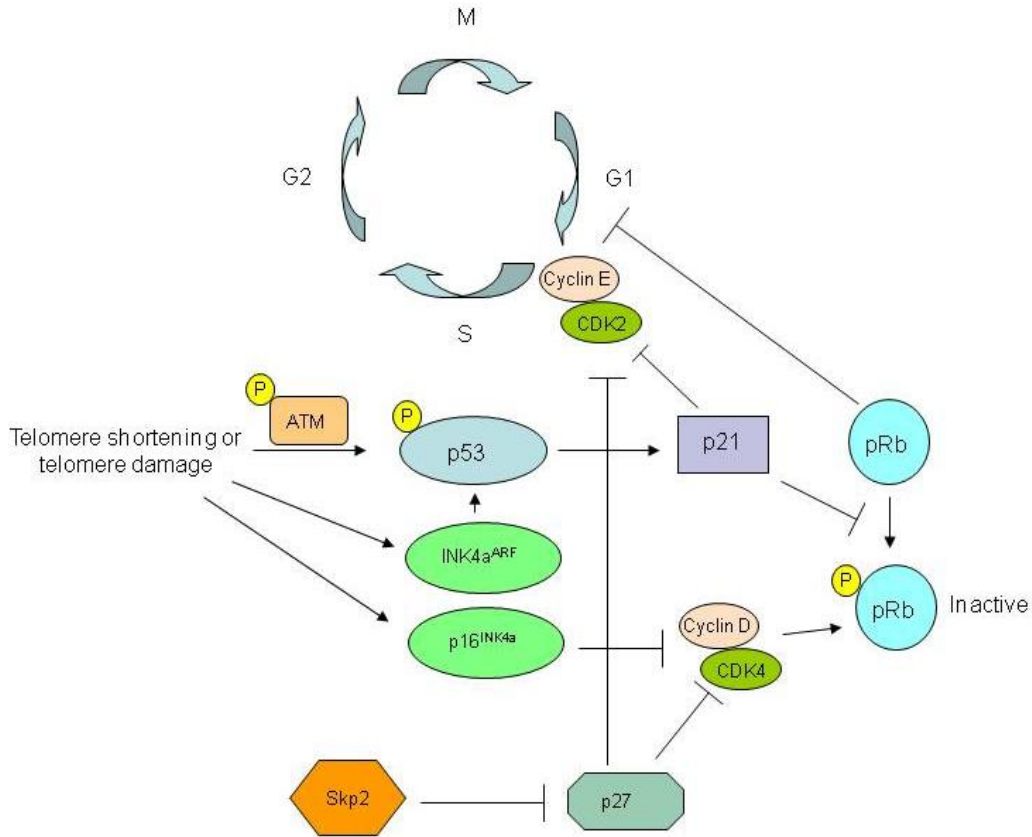 M
G2
G1
Cyclin E
CDK2
S
P
ATM
P
p53
p21
pRb
Telomere shortening or
telomere damage
INK4a^ARF
P
pRb
Inactive
p16^INK4a
Cyclin D
CDK4
Skp2
p27